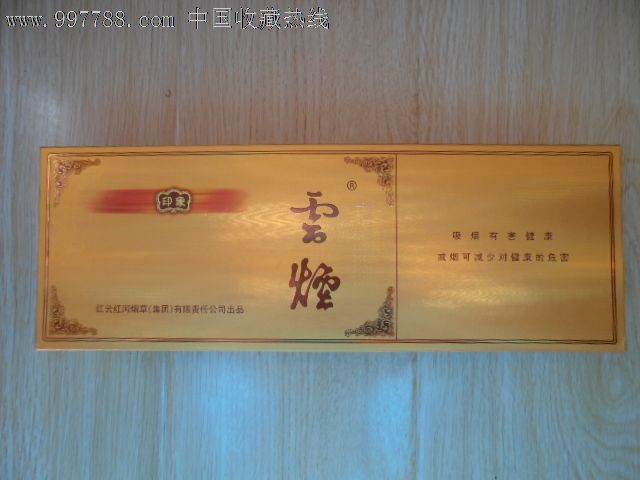 www.997788.com 中国收藏热线
印象
®
雲煙
红云红河烟草(集团)有限责任公司出品
吸烟有害健康
戒烟可减少对健康的危害